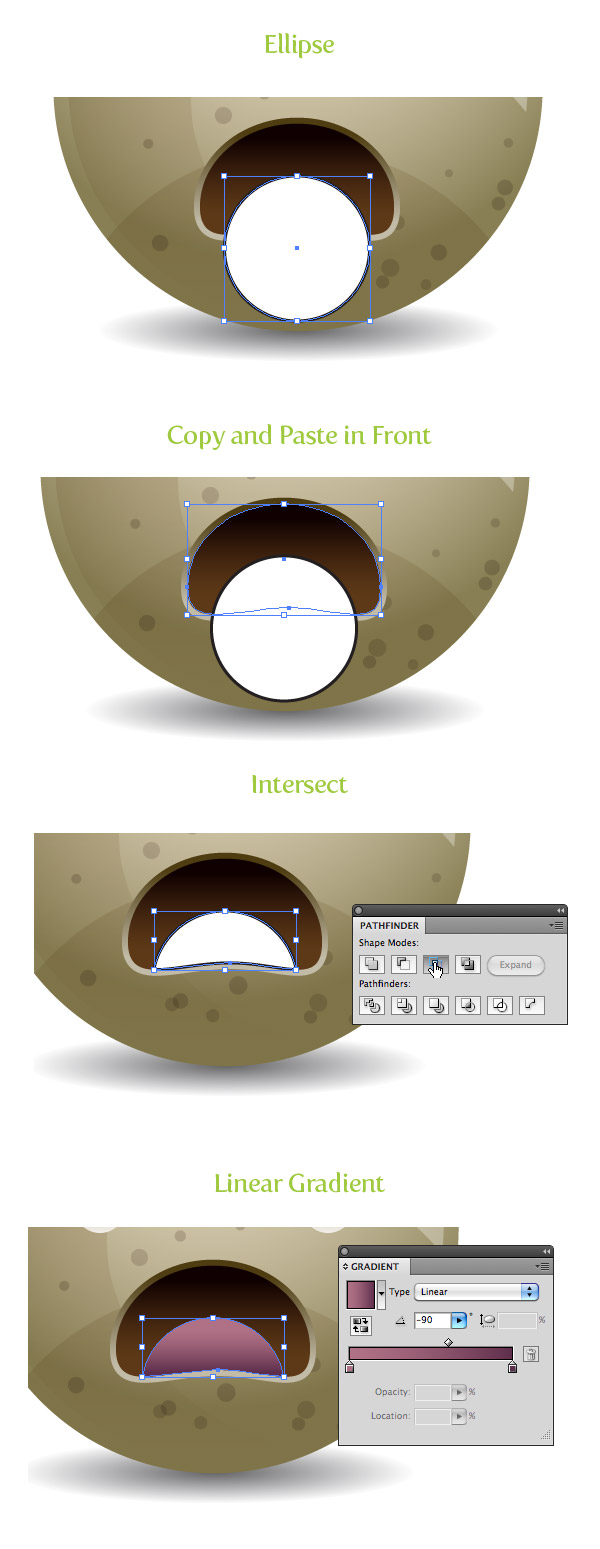 Ellipse
Copy and Paste in Front
Intersect
PATHFINDER
Shape Modes:
Expand
Pathfinders:
Linear Gradient
GRADIENT
Type Linear
-90 ° %
Opacity: %
Location: %